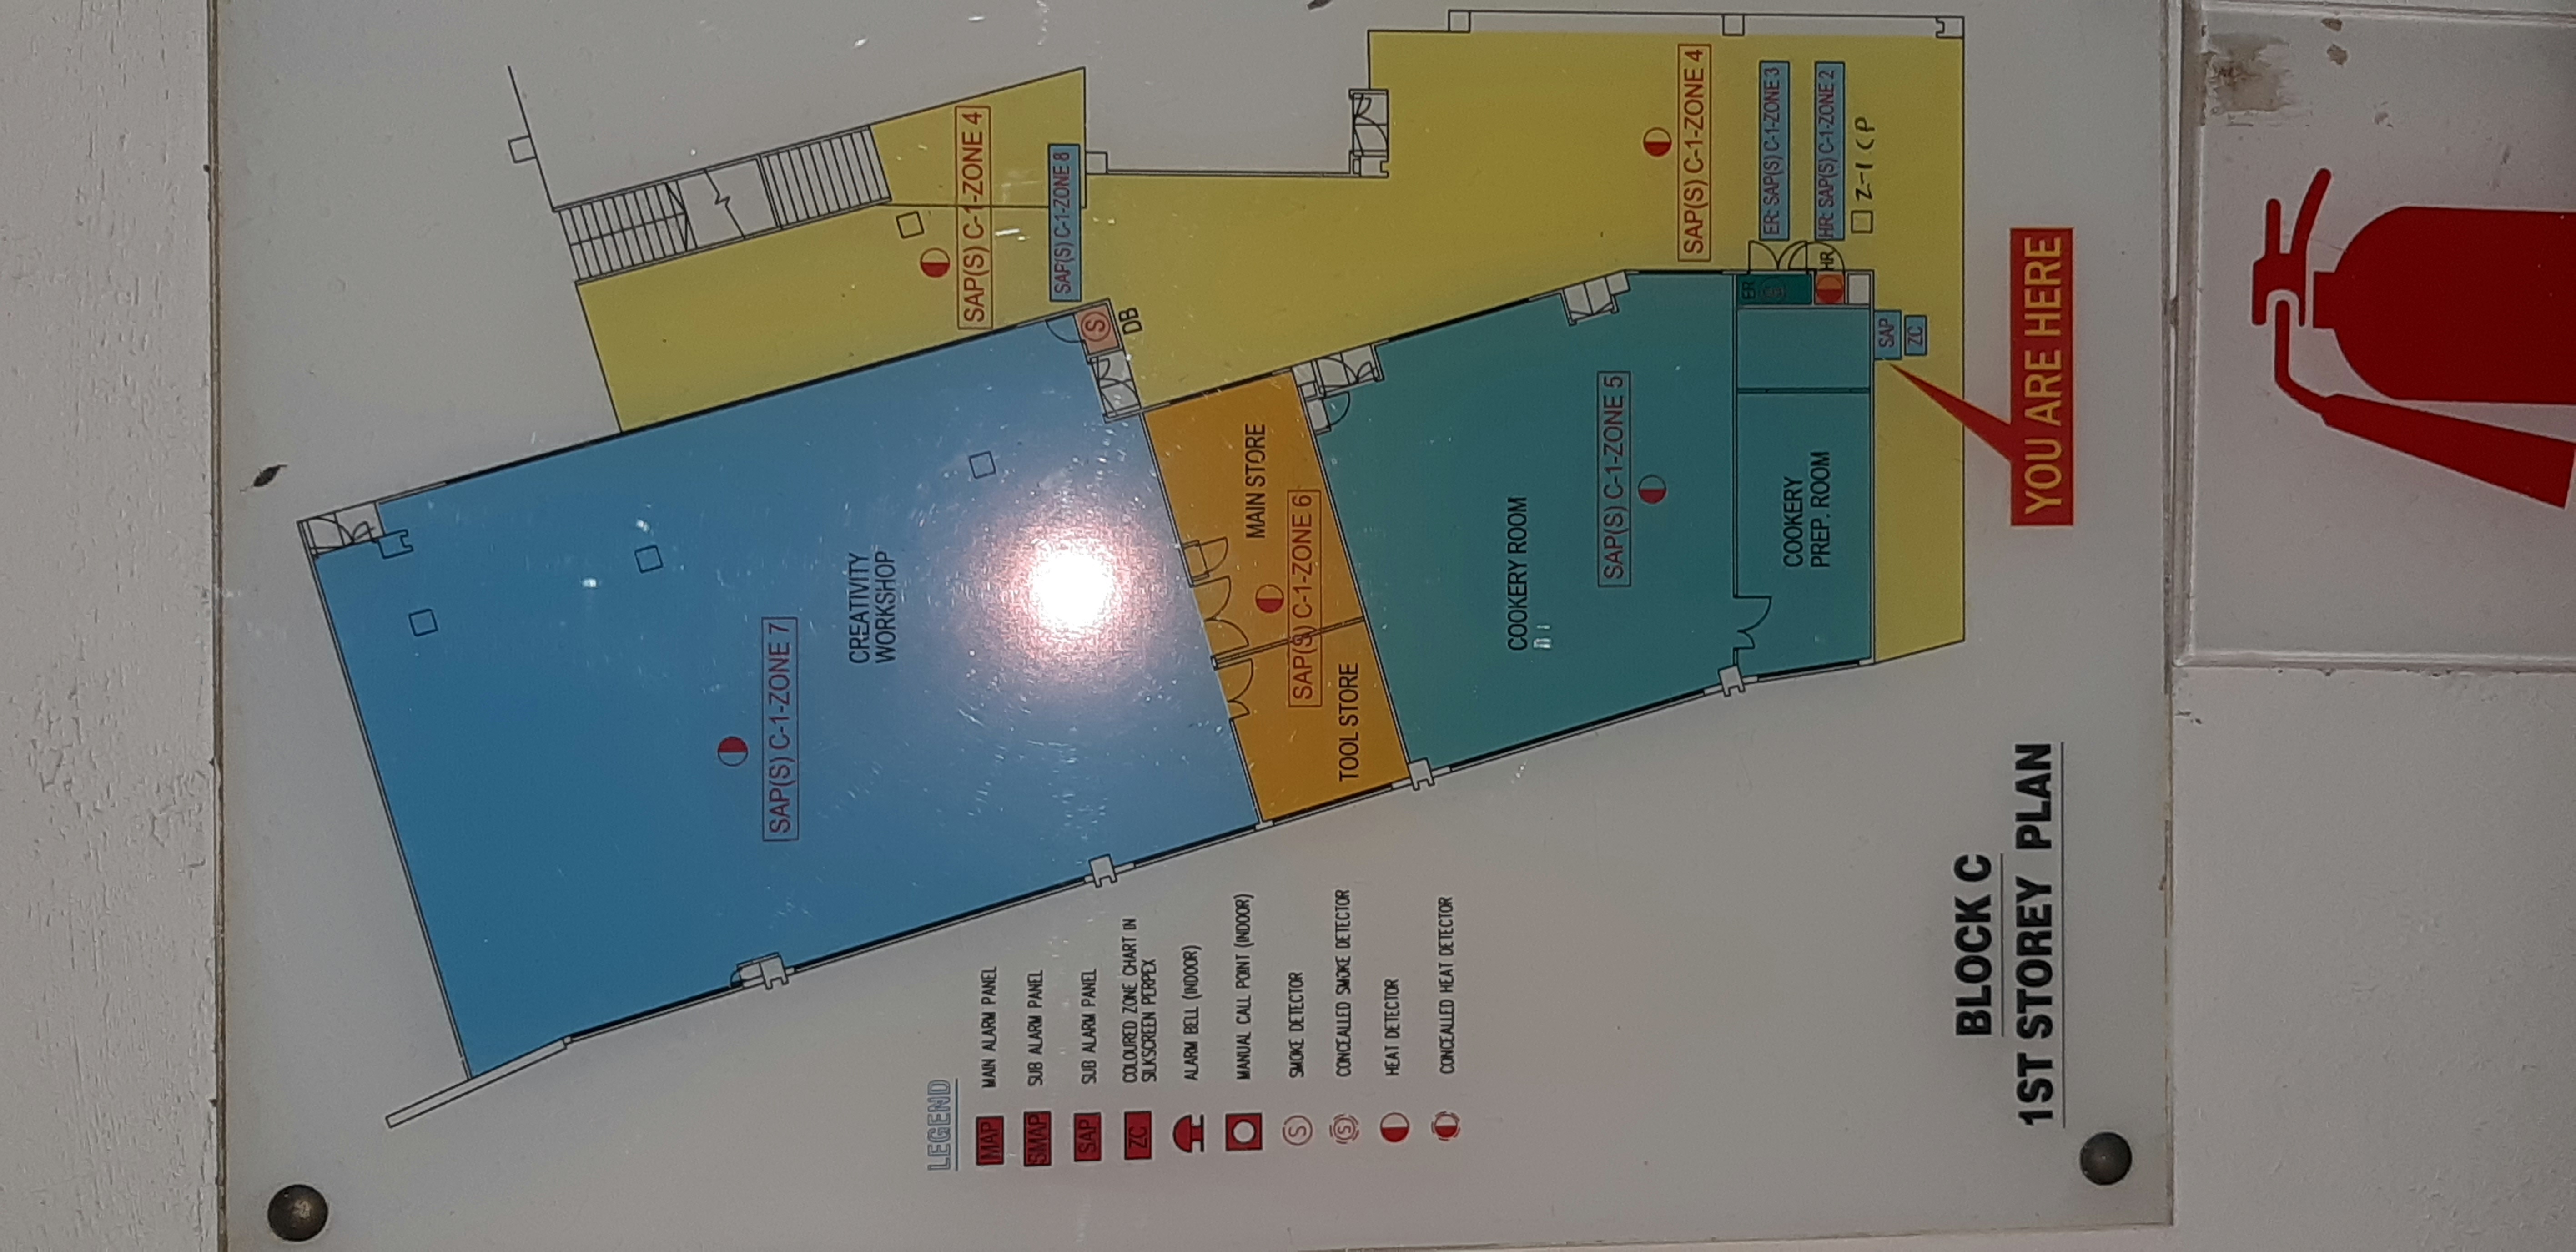 SAP(S) C-1-ZONE 7
CREATIVITY
WORKSHOP
SAP(S) C-1-ZONE 4
SAP(S) C-1-ZONE 8
S
DB
LEGEND
MAP MAIN ALARM PANEL
SMAP SUB ALARM PANEL
SAP SUB ALARM PANEL
ZC COLOURED ZONE CHART IN
SILKSCREEN PERPEX
ALARM BELL (INDOOR)
MANUAL CALL POINT (INDOOR)
S SMOKE DETECTOR
S CONCEALLED SMOKE DETECTOR
HEAT DETECTOR
CONCEALLED HEAT DETECTOR
MAIN STORE
SAP(S) C-1-ZONE 6
TOOL STORE
COOKERY ROOM
SAP(S) C-1-ZONE 5
SAP(S) C-1-ZONE 4
ER
S
ER: SAP(S) C-1-ZONE 3
COOKERY
PREP. ROOM
HR
HR: SAP(S) C-1-ZONE 2
Z-1 CP
SAP
ZC
BLOCK C
1ST STOREY PLAN
YOU ARE HERE